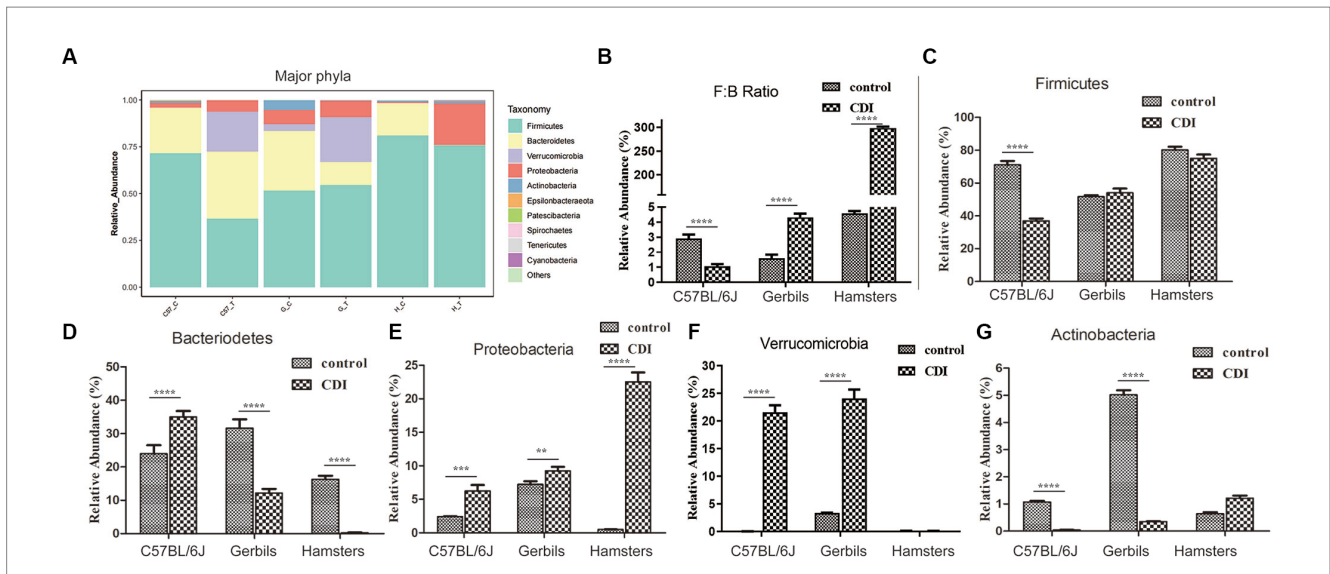 A
Major phyla
1.00
0.75
0.50
0.25
0.00
Relative_Abundance
C57_C
C57_T
G_C
G_T
H_C
H_T
Taxonomy
Firmicutes
Bacteroidetes
Verrucomicrobia
Proteobacteria
Actinobacteria
Epsilonbacteraeota
Patescibacteria
Spirochaetes
Tenericutes
Cyanobacteria
Others
B
F:B Ratio
control
CDI
Relative Abundance (%)
300
200
5
4
3
2
1
0
****
****
****
C57BL/6J
Gerbils
Hamsters
C
Firmicutes
control
CDI
Relative Abundance (%)
100
80
60
40
20
0
****
C57BL/6J
Gerbils
Hamsters
D
Bacteriodetes
control
CDI
Relative Abundance (%)
50
40
30
20
10
0
****
****
****
C57BL/6J
Gerbils
Hamsters
E
Proteobacteria
control
CDI
Relative Abundance (%)
25
20
15
10
5
0
***
**
****
C57BL/6J
Gerbils
Hamsters
F
Verrucomicrobia
control
CDI
Relative Abundance (%)
30
25
20
15
10
5
0
****
****
C57BL/6J
Gerbils
Hamsters
G
Actinobacteria
control
CDI
Relative Abundance (%)
6
5
4
3
2
1
0
****
****
C57BL/6J
Gerbils
Hamsters